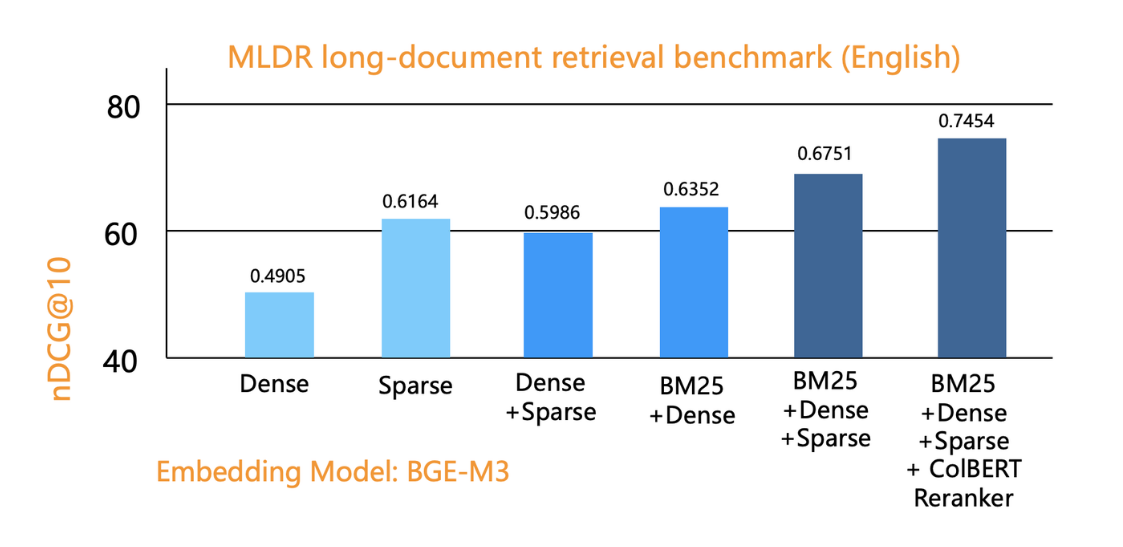 MLDR long-document retrieval benchmark (English)
80
60
40
nDCG@10
0.4905
0.6164
0.5986
0.6352
0.6751
0.7454
Dense
Sparse
Dense
+Sparse
BM25
+Dense
BM25
+Dense
+Sparse
BM25
+Dense
+Sparse
+ ColBERT
Reranker
Embedding Model: BGE-M3